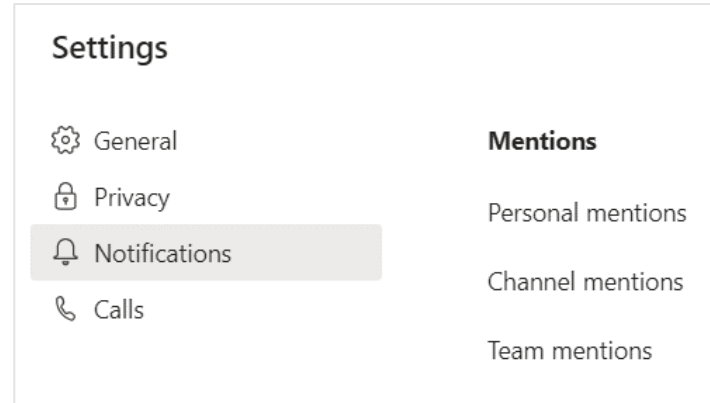 Settings
General
Privacy
Notifications
Calls
Mentions
Personal mentions
Channel mentions
Team mentions